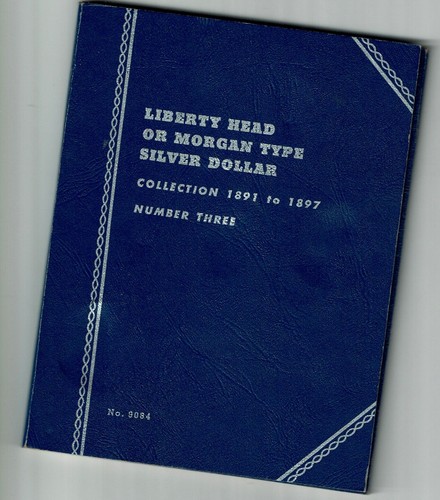 LIBERTY HEAD
OR MORGAN TYPE
SILVER DOLLAR
COLLECTION 1891 to 1897
NUMBER THREE
No. 9084